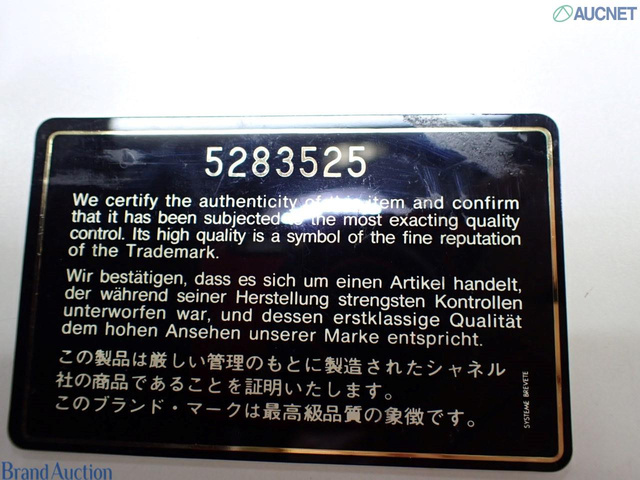 AUCNET
5283525
We certify the authenticity of this item and confirm
that it has been subjected to the most exacting quality
control. Its high quality is a symbol of the fine reputation
of the Trademark.
Wir bestätigen, dass es sich um einen Artikel handelt,
der während seiner Herstellung strengsten Kontrollen
unterworfen war, und dessen erstklassige Qualität
dem hohen Ansehen unserer Marke entspricht.
この製品は厳しい管理のもとに製造されたシャネル
社の商品であることを証明いたします。
このブランド・マークは最高級品質の象徴です。
SYSTEME BREVETE
Brand Auction